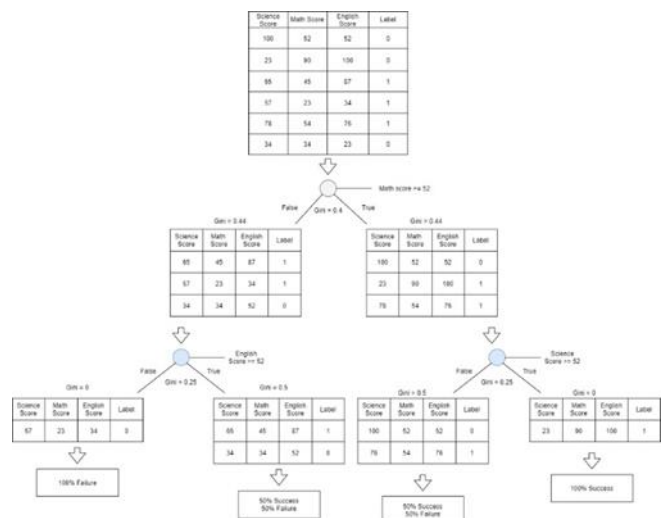 Science Score Math Score English Score Label
100 52 52 0
23 90 100 0
65 45 87 1
57 23 34 1
78 54 76 1
34 34 23 0
Math score >= 52
False Gini = 0.4 True
Gini = 0.44 Gini = 0.44
Science Score Math Score English Score Label
65 45 87 1
57 23 34 1
34 34 52 0
Science Score Math Score English Score Label
100 52 52 0
23 90 100 1
78 54 76 1
English Score >= 52
False Gini = 0.25 True
Science Score >= 52
False Gini = 0.25 True
Gini = 0 Gini = 0.5 Gini = 0.5 Gini = 0
Science Score Math Score English Score Label
57 23 34 0
Science Score Math Score English Score Label
65 45 87 1
34 34 52 0
Science Score Math Score English Score Label
100 52 52 0
78 54 76 1
Science Score Math Score English Score Label
23 90 100 1
100% Failure
50% Success
50% Failure
50% Success
50% Failure
100% Success